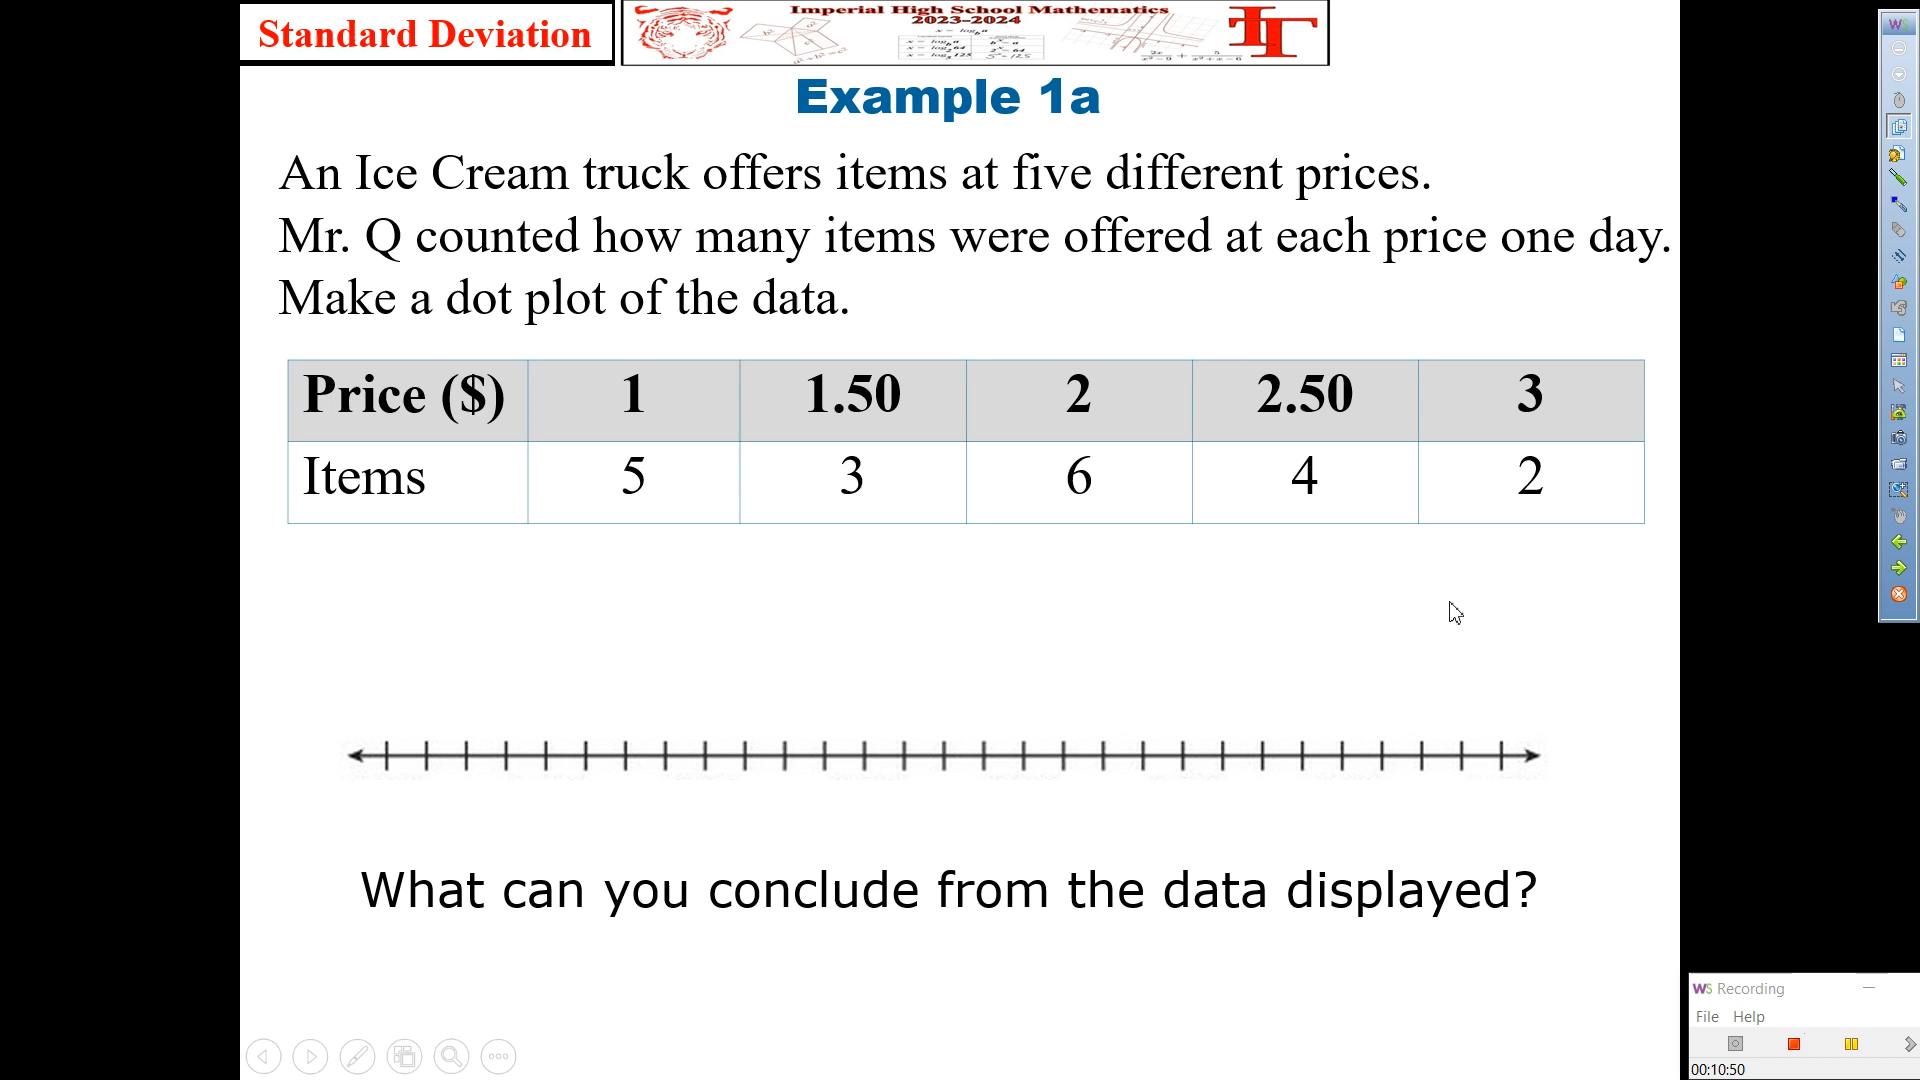 Standard Deviation
Imperial High School Mathematics
2023-2024
Example 1a
An Ice Cream truck offers items at five different prices.
Mr. Q counted how many items were offered at each price one day.
Make a dot plot of the data.
Price ($) 1 1.50 2 2.50 3
Items 5 3 6 4 2
What can you conclude from the data displayed?
WS
WS Recording
File Help
00:10:50